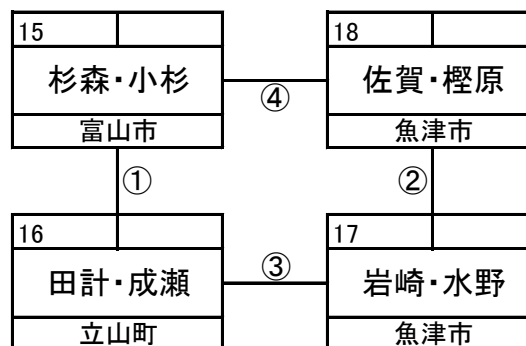 15
杉森・小杉
富山市
18
佐賀・樫原
魚津市
④
①
②
16
田計・成瀬
立山町
17
岩崎・水野
魚津市
③